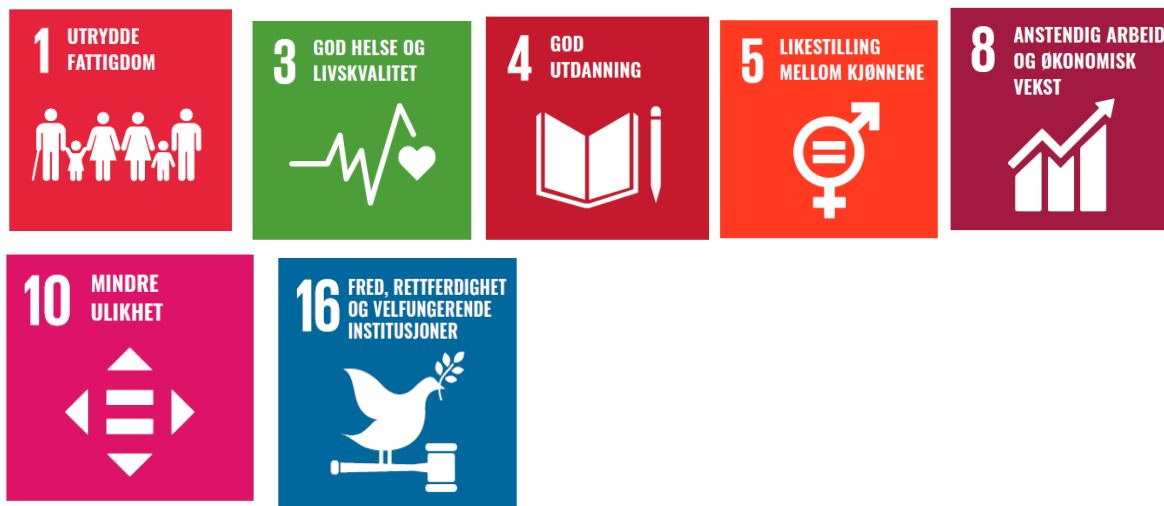 1 UTRYDDE
FATTIGDOM
3 GOD HELSE OG
LIVSKVALITET
4 GOD
UTDANNING
5 LIKESTILLING
MELLOM KJØNNENE
8 ANSTENDIG ARBEID
OG ØKONOMISK
VEKST
10 MINDRE
ULIKHET
16 FRED, RETTFERDIGHET
OG VELFUNGERENDE
INSTITUSJONER